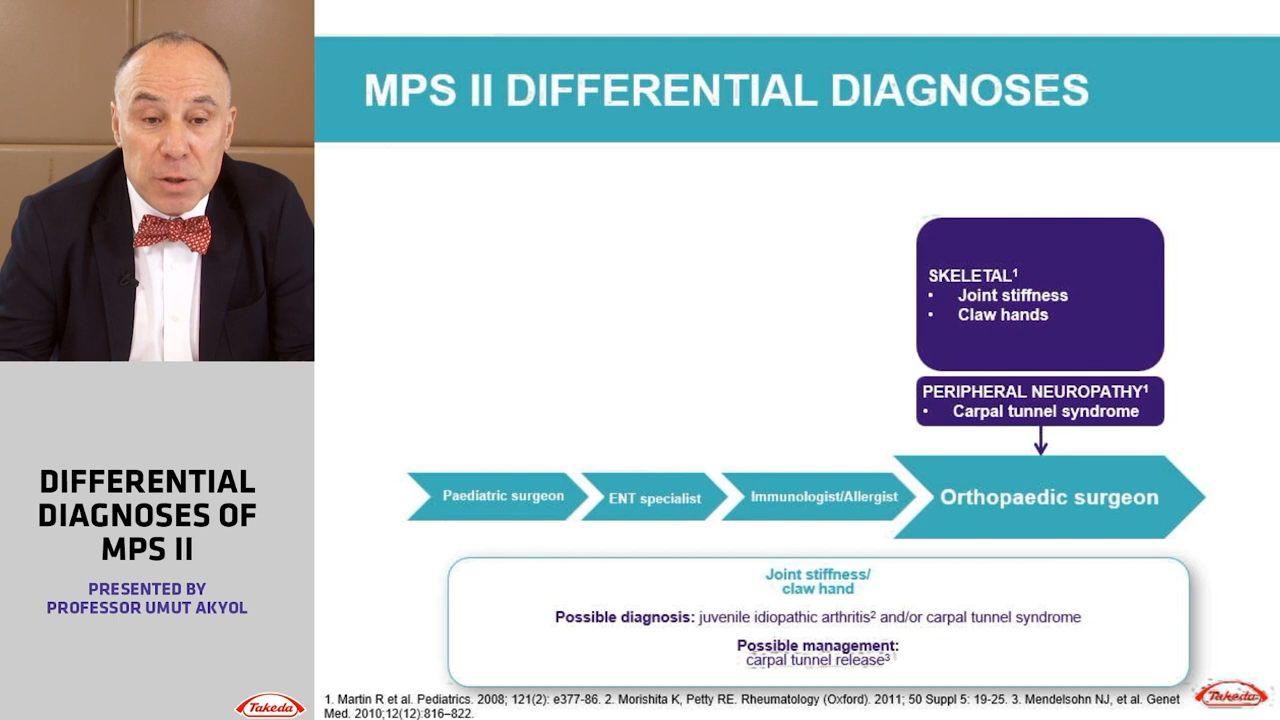 MPS II DIFFERENTIAL DIAGNOSES
SKELETAL¹
• Joint stiffness
• Claw hands
PERIPHERAL NEUROPATHY¹
• Carpal tunnel syndrome
Paediatric surgeon
ENT specialist
Immunologist/Allergist
Orthopaedic surgeon
Joint stiffness/
claw hand
Possible diagnosis: juvenile idiopathic arthritis² and/or carpal tunnel syndrome
Possible management:
carpal tunnel release³
1. Martin R et al. Pediatrics. 2008; 121(2): e377-86. 2. Morishita K, Petty RE. Rheumatology (Oxford). 2011; 50 Suppl 5: 19-25. 3. Mendelsohn NJ, et al. Genet
Med. 2010;12(12):816–822.
Takeda
DIFFERENTIAL
DIAGNOSES OF
MPS II
PRESENTED BY
PROFESSOR UMUT AKYOL
Takeda